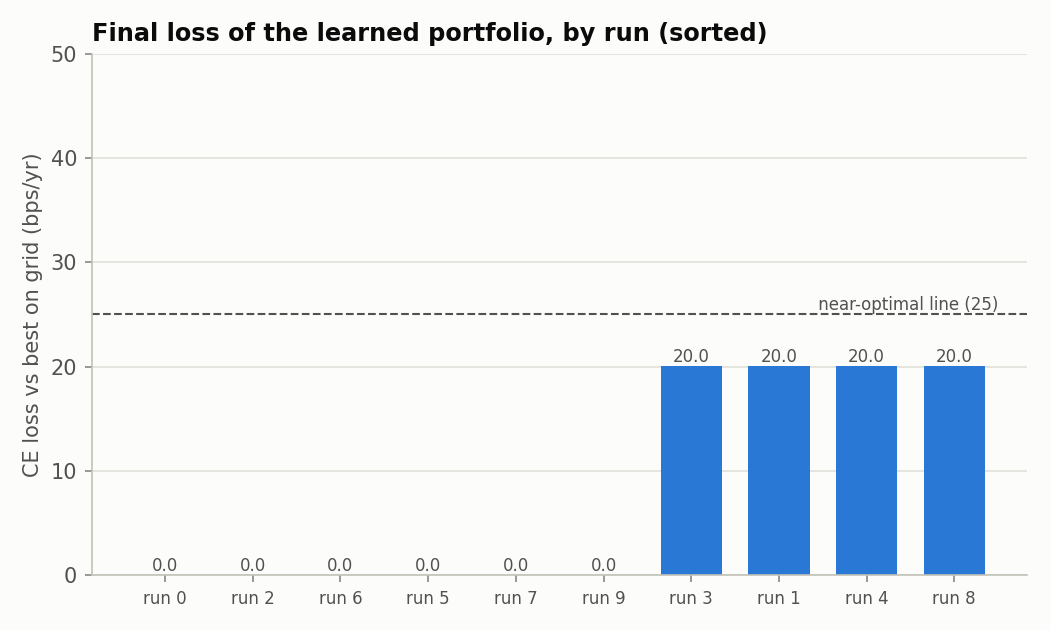 Final loss of the learned portfolio, by run (sorted)
CE loss vs best on grid (bps/yr)
50
40
30
20
10
0
near-optimal line (25)
0.0 0.0 0.0 0.0 0.0 0.0 20.0 20.0 20.0 20.0
run 0 run 2 run 6 run 5 run 7 run 9 run 3 run 1 run 4 run 8